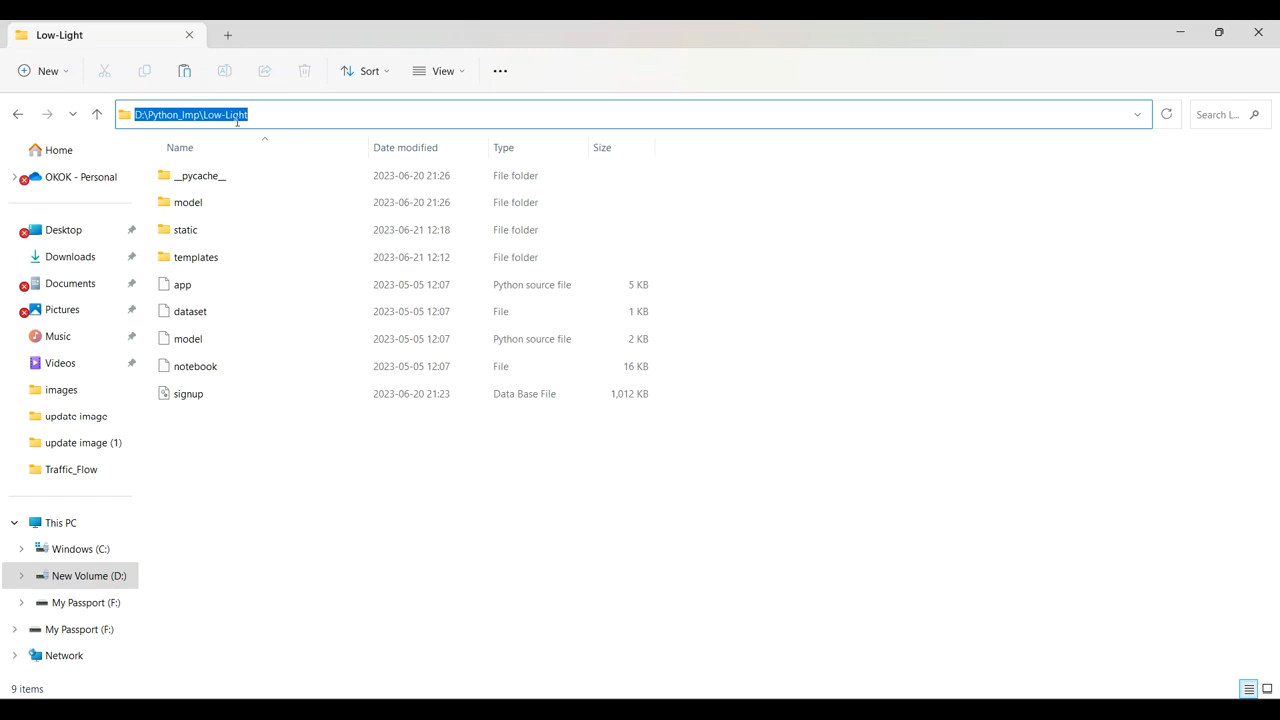 Low-Light
New
Sort
View
D:\Python_Imp\Low-Light
Search L...
Name
Date modified
Type
Size
Home
OKOK - Personal
Desktop
Downloads
Documents
Pictures
Music
Videos
images
update image
update image (1)
Traffic_Flow
This PC
Windows (C:)
New Volume (D:)
My Passport (F:)
My Passport (F:)
Network
__pycache__ 2023-06-20 21:26 File folder
model 2023-06-20 21:26 File folder
static 2023-06-21 12:18 File folder
templates 2023-06-21 12:12 File folder
app 2023-05-05 12:07 Python source file 5 KB
dataset 2023-05-05 12:07 File 1 KB
model 2023-05-05 12:07 Python source file 2 KB
notebook 2023-05-05 12:07 File 16 KB
signup 2023-06-20 21:23 Data Base File 1,012 KB
9 items